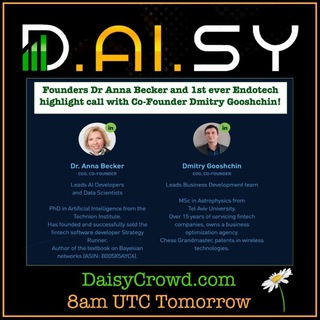 D.AI.SY
Founders Dr Anna Becker and 1st ever Endotech
highlight call with Co-Founder Dmitry Gooshchin!
in
in
Dr. Anna Becker
CEO, CO-FOUNDER
Leads AI Developers
and Data Scientists
PhD in Artificial Intelligence from the
Technion Institute.
Has founded and successfully sold the
fintech software developer Strategy
Runner.
Author of the textbook on Bayesian
networks (ASIN: B005X5AYCA).
Dmitry Gooshchin
COO, CO-FOUNDER
Leads Business Development team
MSc in Astrophysics from
Tel Aviv University.
Over 15 years of servicing fintech
companies, owns a business
optimization agency.
Chess Grandmaster, patents in wireless
technologies.
DaisyCrowd.com
8am UTC Tomorrow